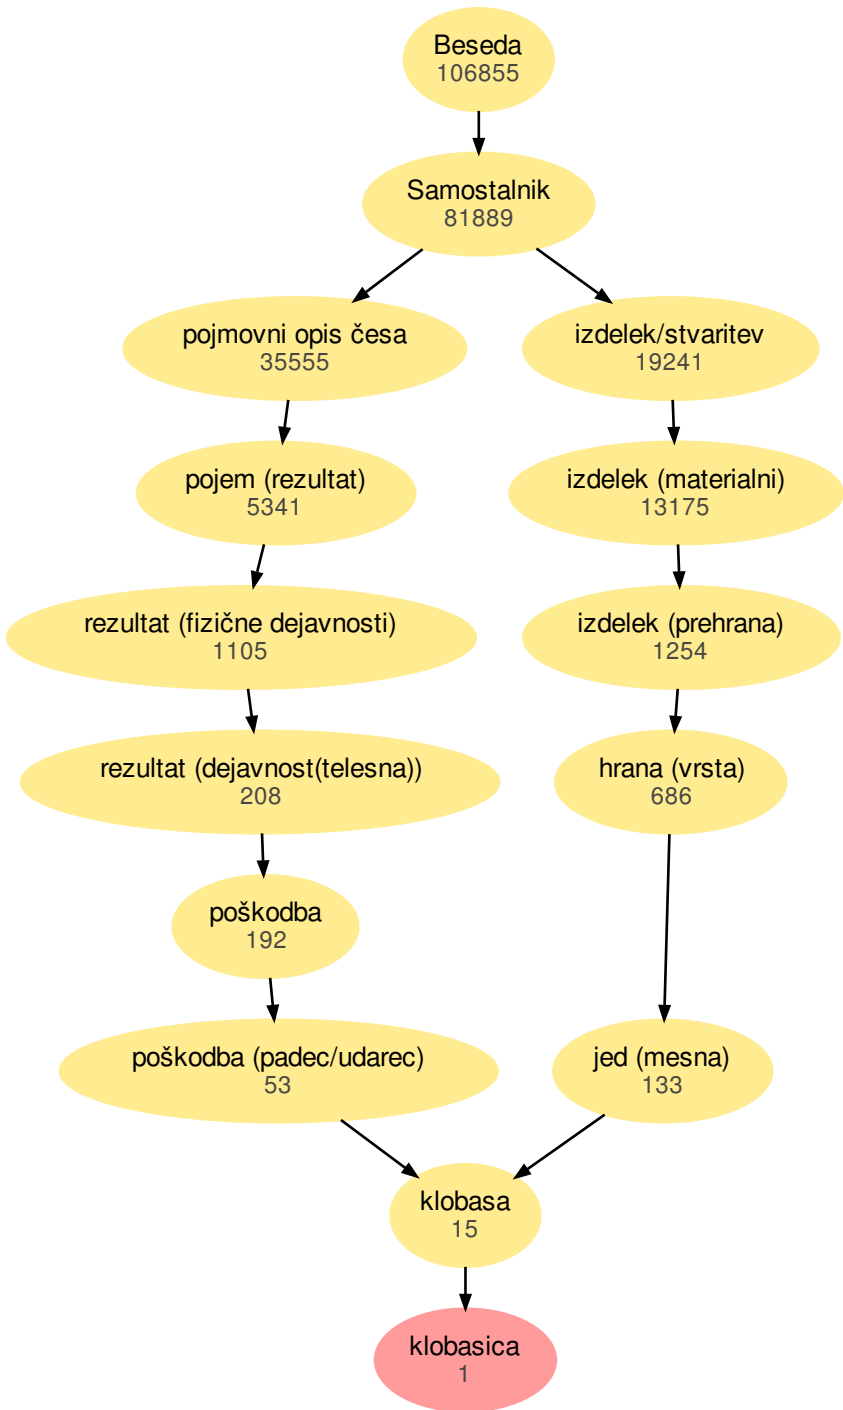 Beseda
106855
Samostalnik
81889
pojmovni opis česa
35555
izdelek/stvaritev
19241
pojem (rezultat)
5341
izdelek (materialni)
13175
rezultat (fizične dejavnosti)
1105
izdelek (prehrana)
1254
rezultat (dejavnost(telesna))
208
hrana (vrsta)
686
poškodba
192
poškodba (padec/udarec)
53
jed (mesna)
133
klobasa
15
klobasica
1